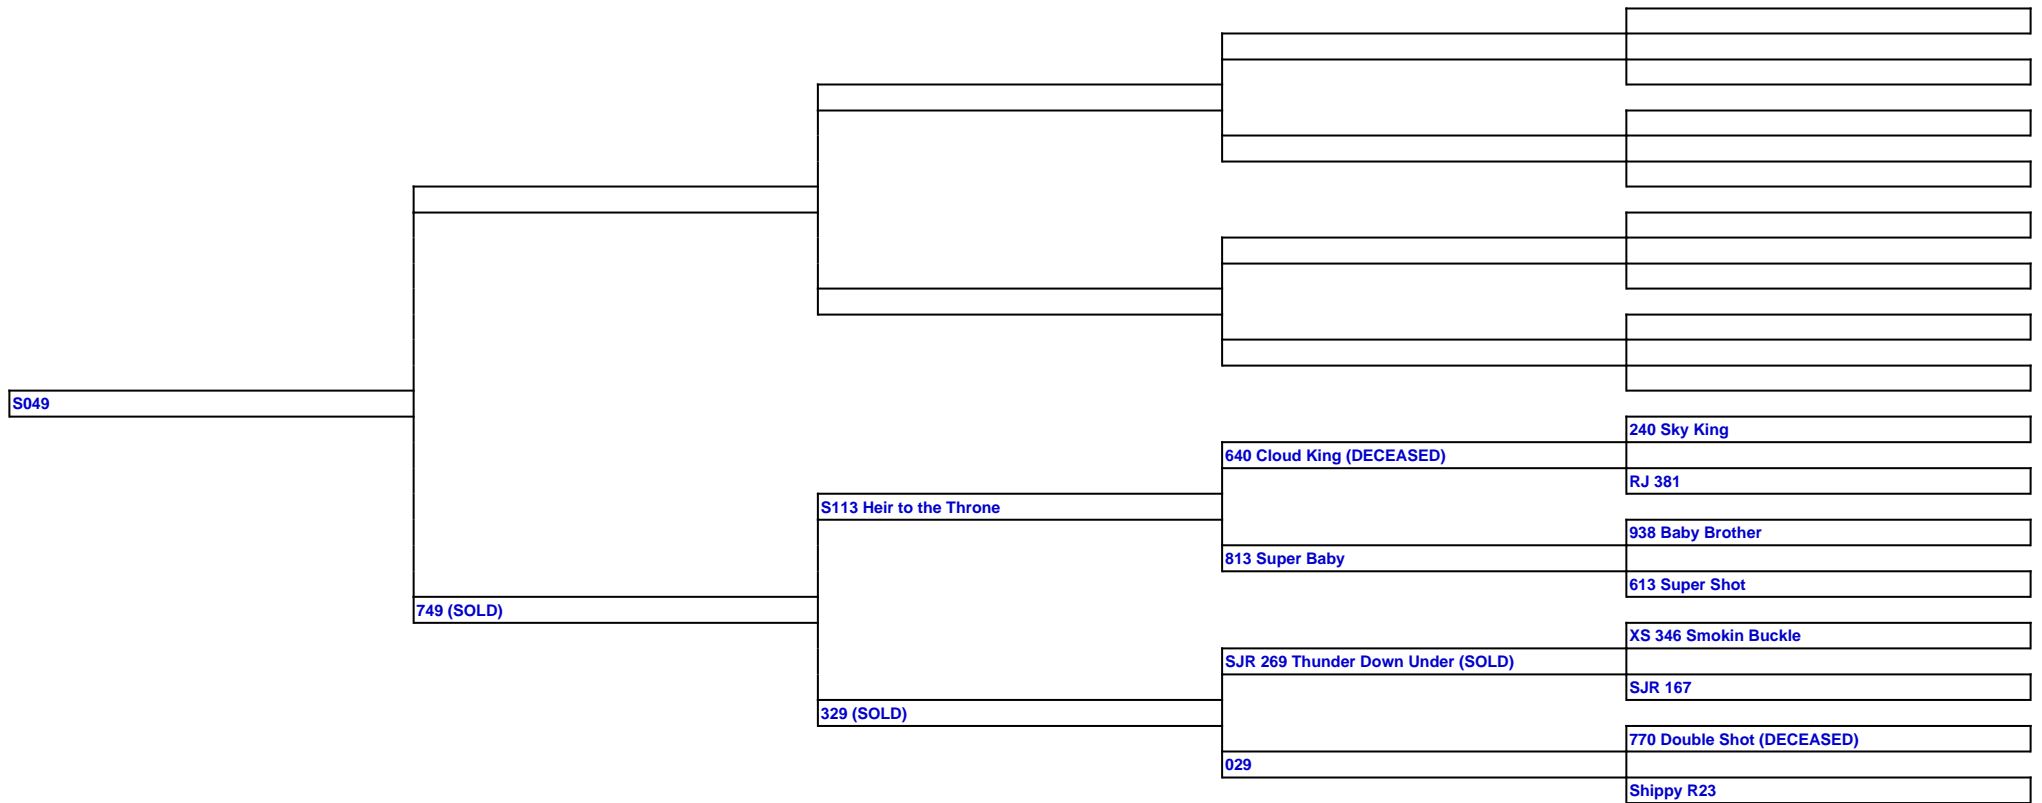 S049
240 Sky King
640 Cloud King (DECEASED)
RJ 381
S113 Heir to the Throne
938 Baby Brother
813 Super Baby
613 Super Shot
749 (SOLD)
XS 346 Smokin Buckle
SJR 269 Thunder Down Under (SOLD)
SJR 167
329 (SOLD)
770 Double Shot (DECEASED)
029
Shippy R23